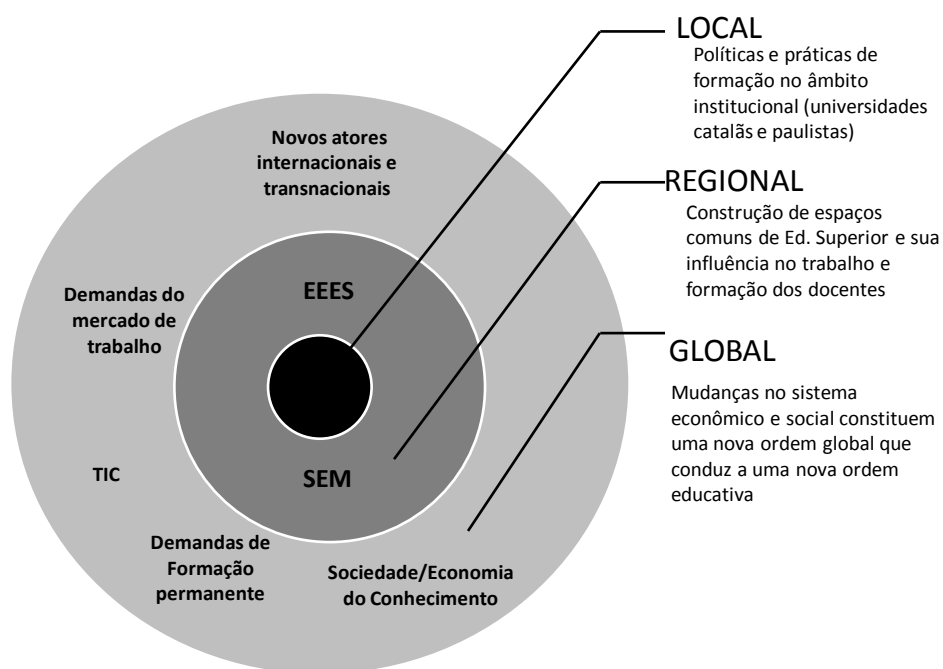 LOCAL
Políticas e práticas de
formação no âmbito
institucional (universidades
catalãs e paulistas)
REGIONAL
Construção de espaços
comuns de Ed. Superior e sua
influência no trabalho e
formação dos docentes
GLOBAL
Mudanças no sistema
econômico e social constituem
uma nova ordem global que
conduz a uma nova ordem
educativa
Novos atores
internacionais e
transnacionais
EEES
Demandas do
mercado de
trabalho
TIC
SEM
Demandas de
Formação
permanente
Sociedade/Economia
do Conhecimento